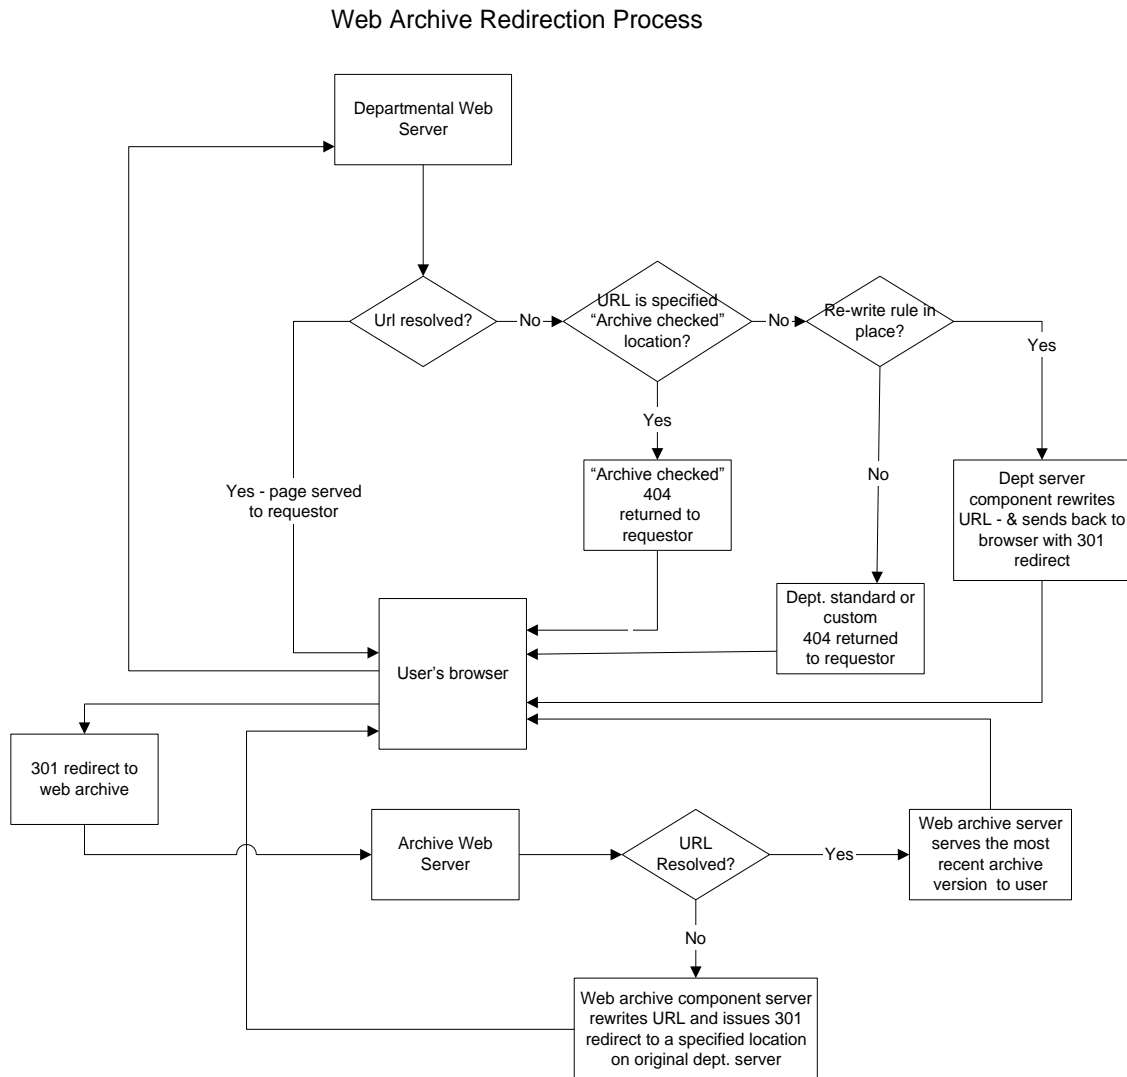 Web Archive Redirection Process
Departmental Web
Server
Url resolved?
No
URL is specified
“Archive checked”
location?
No
Re-write rule in
place?
Yes
Yes
No
“Archive checked”
404
returned to
requestor
Dept server
component rewrites
URL - & sends back to
browser with 301
redirect
Yes - page served
to requestor
Dept. standard or
custom
404 returned
to requestor
User’s browser
301 redirect to
web archive
Archive Web
Server
URL
Resolved?
Yes
Web archive server
serves the most
recent archive
version to user
No
Web archive component server
rewrites URL and issues 301
redirect to a specified location
on original dept. server